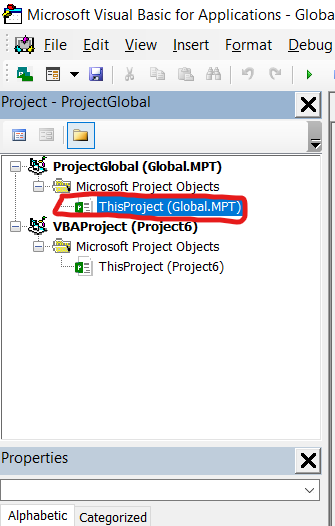 Microsoft Visual Basic for Applications - Globa
File Edit View Insert Format Debug
Project - ProjectGlobal
ProjectGlobal (Global.MPT)
Microsoft Project Objects
ThisProject (Global.MPT)
VBAProject (Project6)
Microsoft Project Objects
ThisProject (Project6)
Properties
Alphabetic Categorized